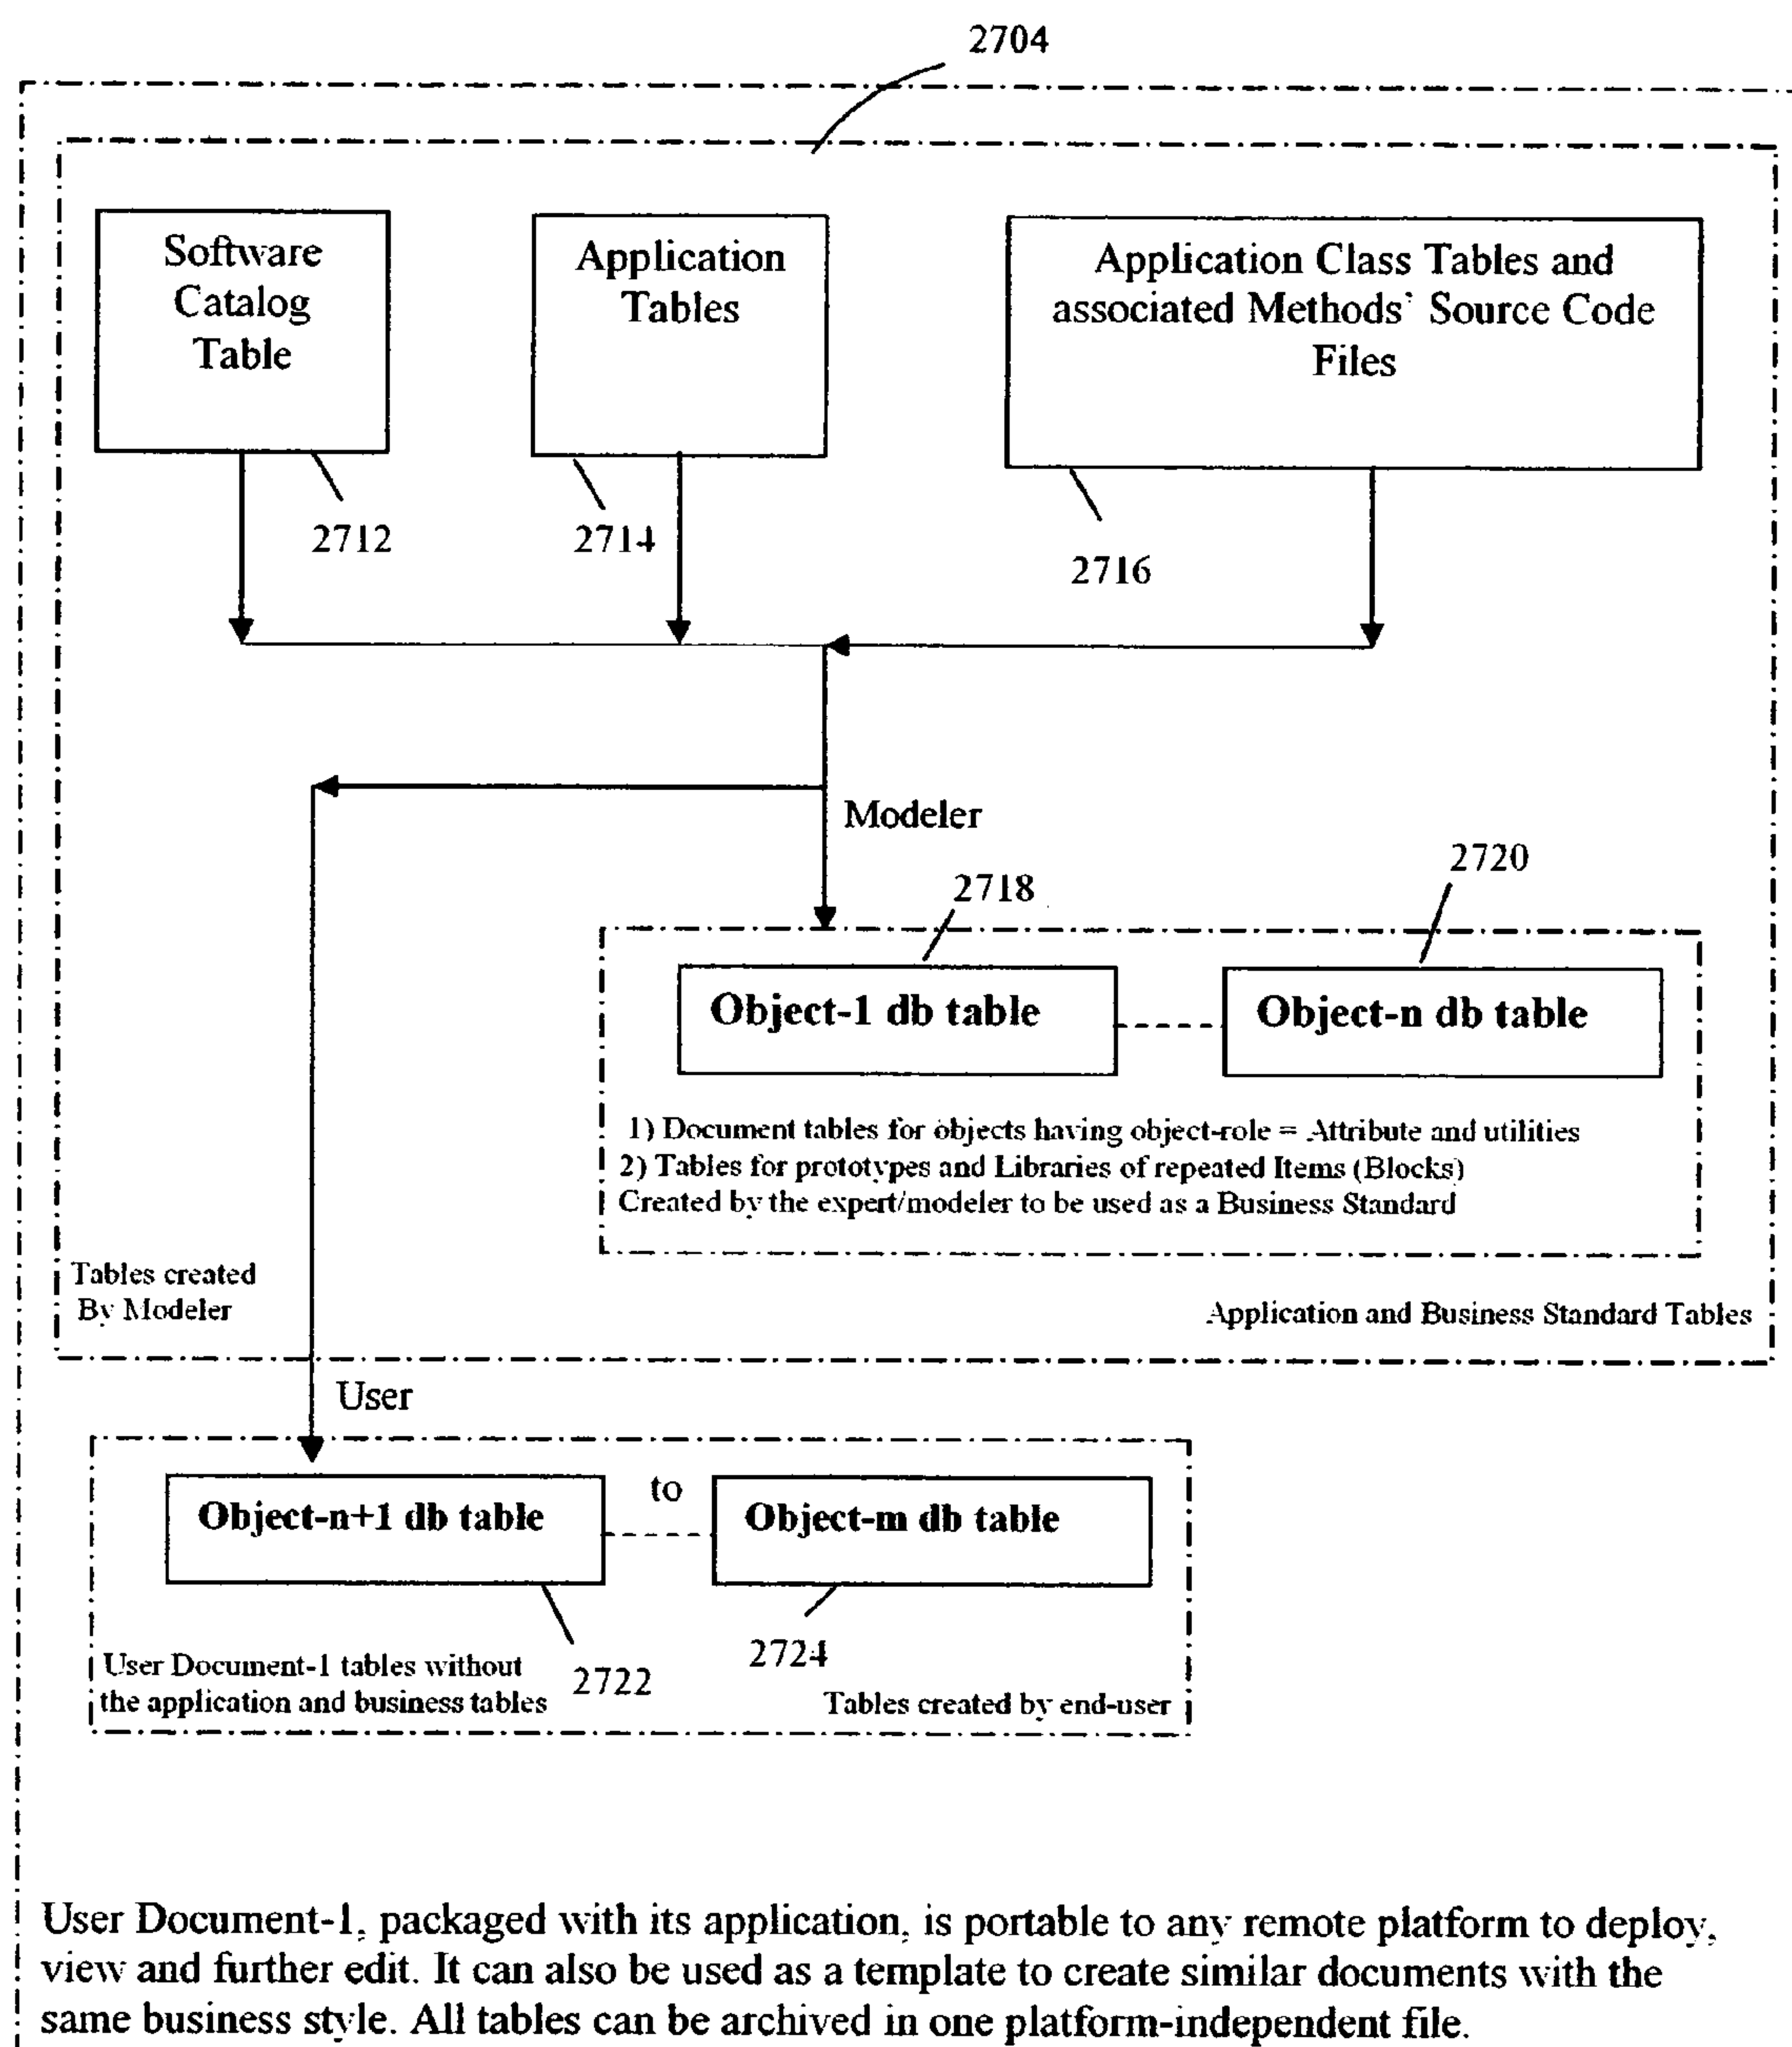 2704
Software
Catalog
Table
Application
Tables
Application Class Tables and
associated Methods' Source Code
Files
2712
2714
2716
Modeler
2718
2720
Object-1 db table
Object-n db table
1) Document tables for objects having object-role = Attribute and utilities
2) Tables for prototypes and Libraries of repeated Items (Blocks)
Created by the expert/modeler to be used as a Business Standard
Tables created
By Modeler
Application and Business Standard Tables
User
Object-n+1 db table
to
Object-m db table
2722
2724
User Document-1 tables without
the application and business tables
Tables created by end-user
User Document-1, packaged with its application, is portable to any remote platform to deploy,
view and further edit. It can also be used as a template to create similar documents with the
same business style. All tables can be archived in one platform-independent file.